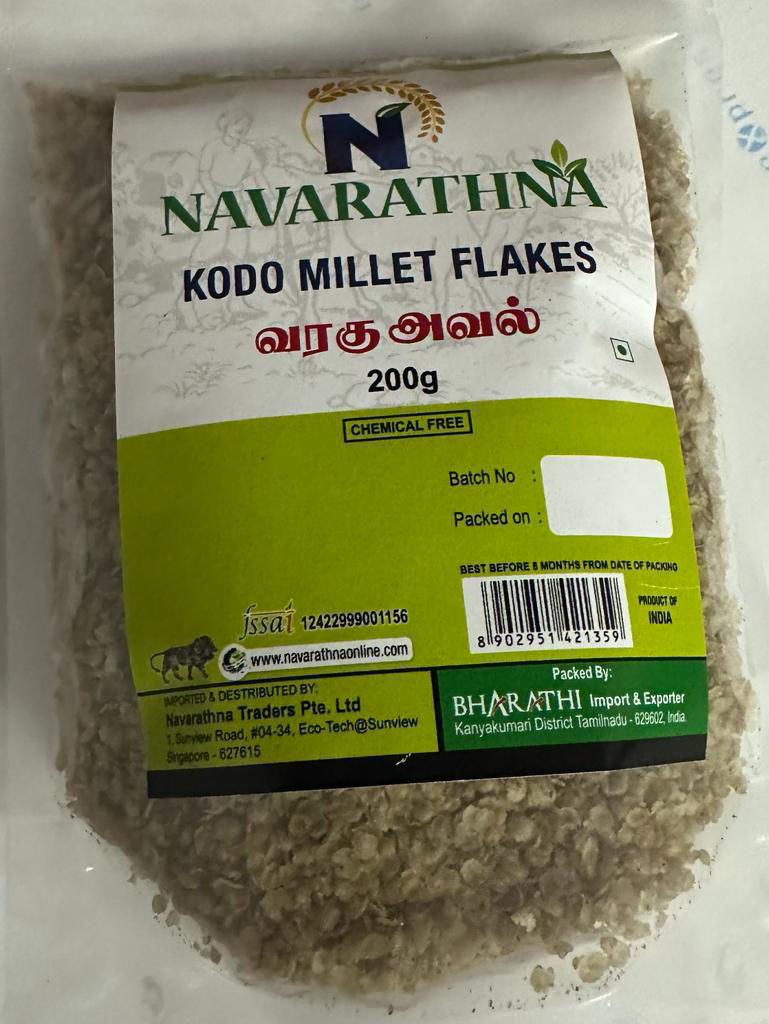 N
NAVARATHNA
KODO MILLET FLAKES
வரகு அவல்
200g
CHEMICAL FREE
Batch No :
Packed on :
BEST BEFORE 8 MONTHS FROM DATE OF PACKING
8 902951 421359
PRODUCT OF
INDIA
fssai 12422999001156
www.navarathnaonline.com
IMPORTED & DISTRIBUTED BY:
Navarathna Traders Pte. Ltd
1, Sunview Road, #04-34, Eco-Tech@Sunview
Singapore - 627615
Packed By:
BHARATHI Import & Exporter
Kanyakumari District Tamilnadu - 629602, India.